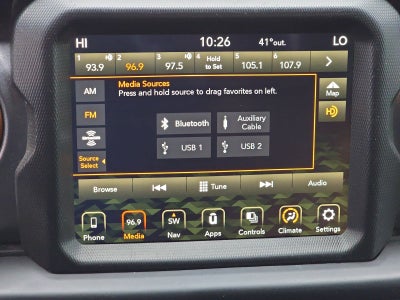 HI 10:26 41°out. LO
1 2 3 4 5 6
93.9 96.9 97.5 Hold to Set 105.1 107.9
AM
FM
Source Select
Media Sources
Press and hold source to drag favorites on left.
Bluetooth
Auxiliary Cable
USB 1
USB 2
Map
HD
Browse Tune Audio
96.9 SW
Phone Media Nav Apps Controls Climate Settings